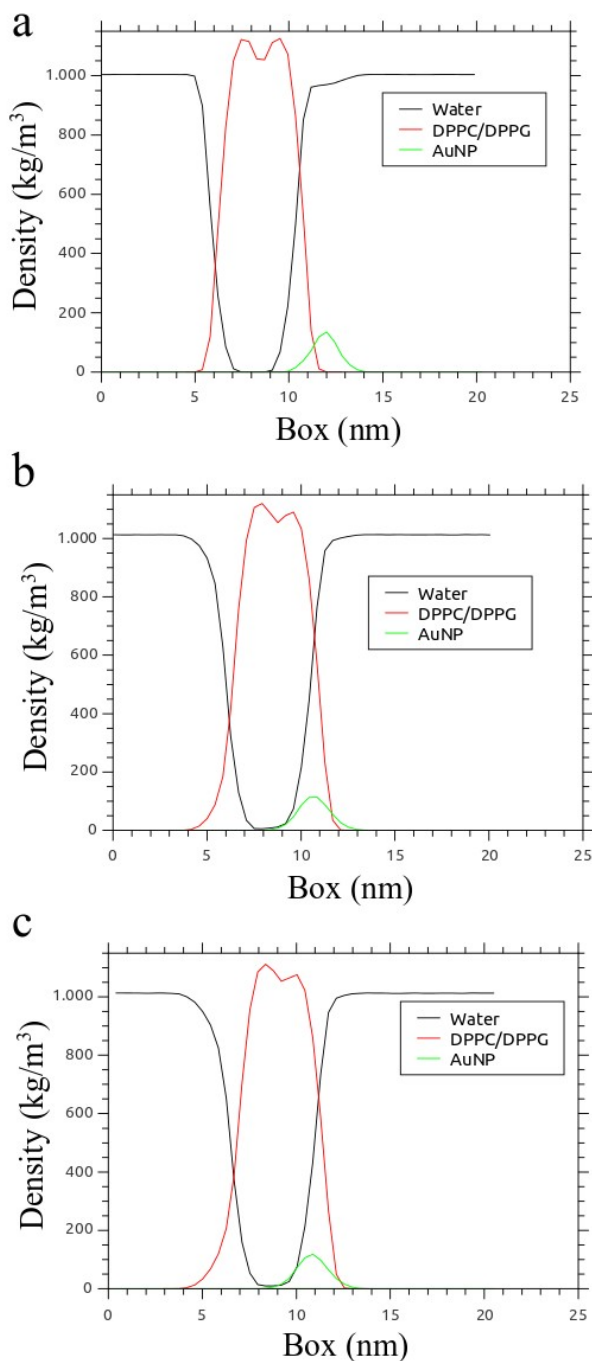 a
1.000
800
600
400
200
0
Density (kg/m³)
Water
DPPC/DPPG
AuNP
0 5 10 15 20 25
Box (nm)
b
1.000
800
600
400
200
0
Density (kg/m³)
Water
DPPC/DPPG
AuNP
0 5 10 15 20 25
Box (nm)
c
1.000
800
600
400
200
0
Density (kg/m³)
Water
DPPC/DPPG
AuNP
0 5 10 15 20 25
Box (nm)